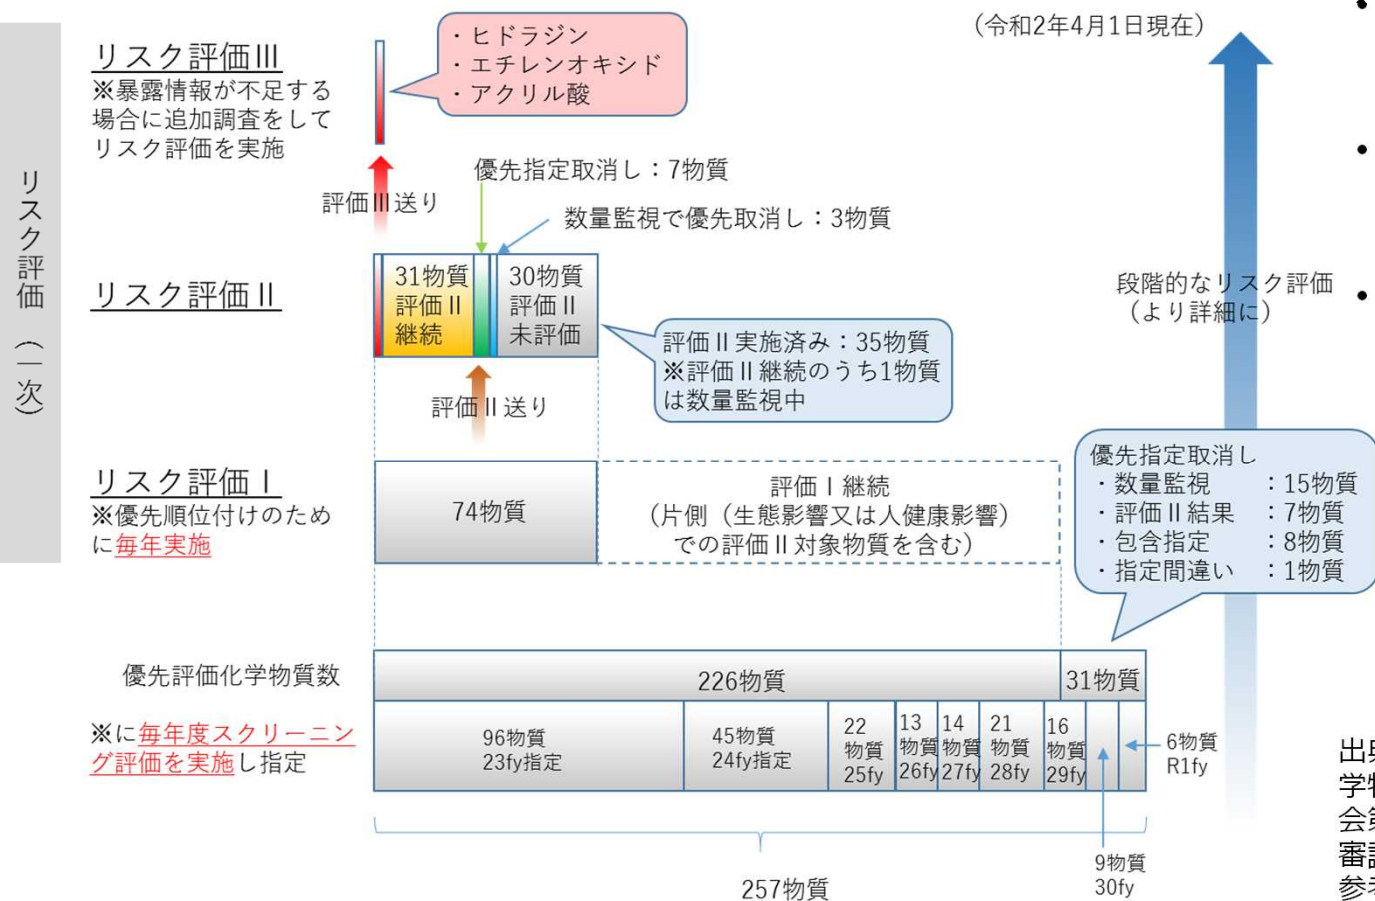 (令和2年4月1日現在)
リスク評価（一次）
リスク評価Ⅲ
※暴露情報が不足する
場合に追加調査をして
リスク評価を実施
・ヒドラジン
・エチレンオキシド
・アクリル酸
評価Ⅲ送り
優先指定取消し：7物質
数量監視で優先取消し：3物質
リスク評価Ⅱ
31物質
評価Ⅱ
継続
30物質
評価Ⅱ
未評価
評価Ⅱ実施済み：35物質
※評価Ⅱ継続のうち1物質
は数量監視中
段階的なリスク評価
（より詳細に）
評価Ⅱ送り
リスク評価Ⅰ
※優先順位付けのため
に毎年実施
74物質
評価Ⅰ継続
（片側（生態影響又は人健康影響）
での評価Ⅱ対象物質を含む）
優先指定取消し
・数量監視　　：15物質
・評価Ⅱ結果　：7物質
・包含指定　　：8物質
・指定間違い　：1物質
優先評価化学物質数
226物質
31物質
※に毎年度スクリーニン
グ評価を実施し指定
96物質
23fy指定
45物質
24fy指定
22
物質
25fy
13
物質
26fy
14
物質
27fy
21
物質
28fy
16
物質
29fy
6物質
R1fy
9物質
30fy
257物質
学物
会第
参考